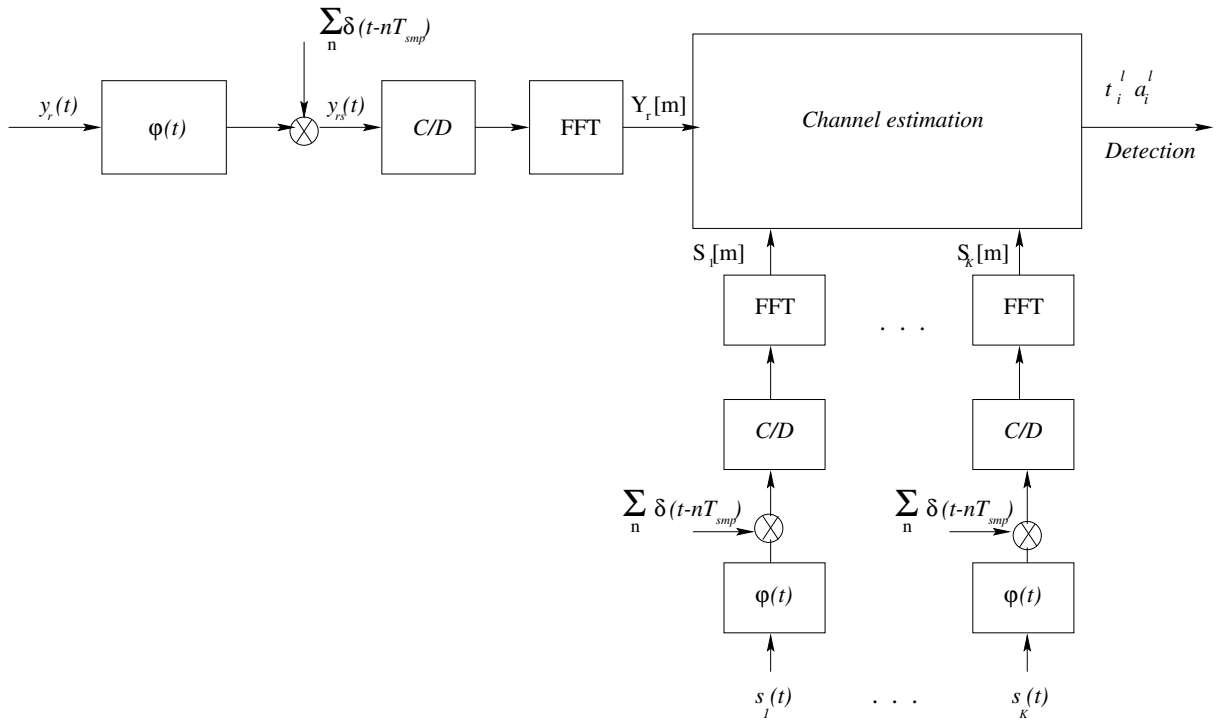 ∑ δ(t-nT_smp)
n
y_r(t)
φ(t)
y_rs(t)
C/D
FFT
Y_r[m]
Channel estimation
t_i^l a_i^l
Detection
S_1[m]
S_K[m]
FFT
. . .
FFT
C/D
C/D
∑ δ(t-nT_smp)
n
∑ δ(t-nT_smp)
n
φ(t)
φ(t)
s_1(t)
. . .
s_K(t)